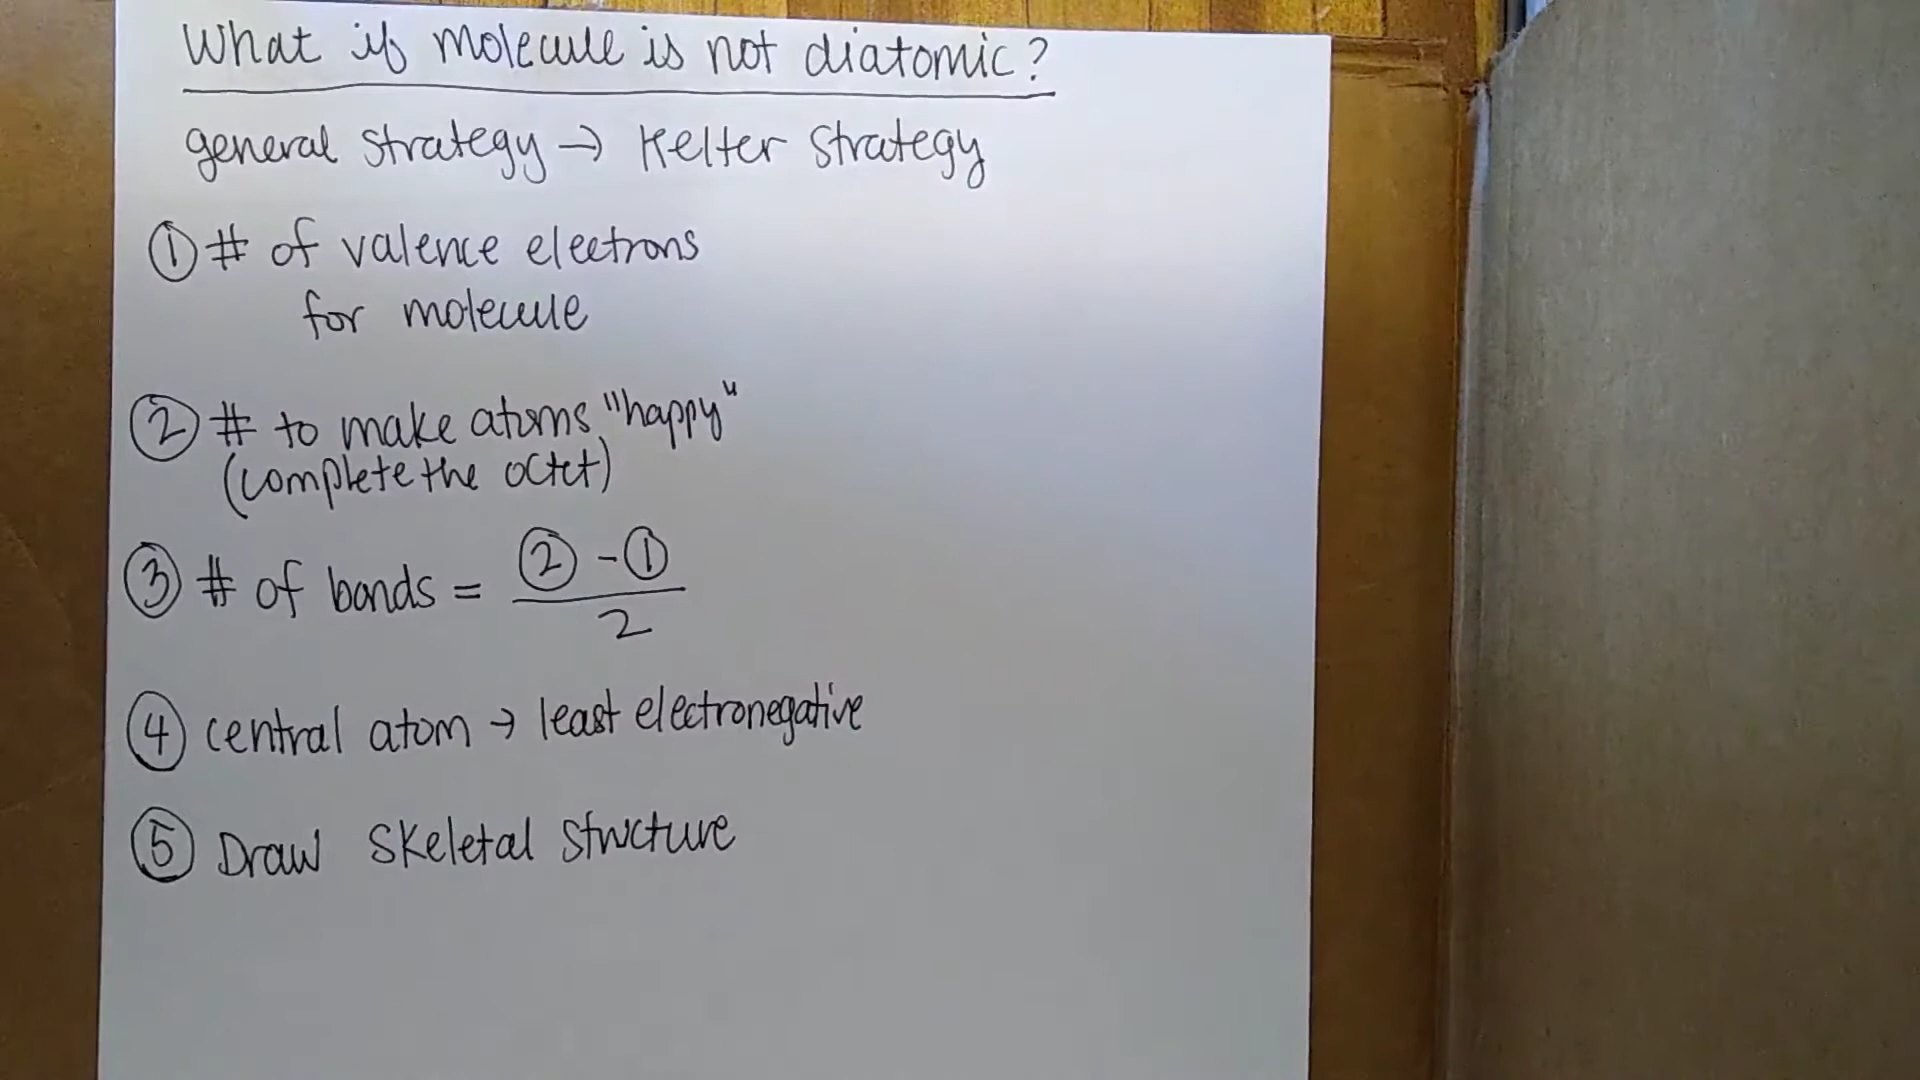 What if molecule is not diatomic?
general strategy → Kelter strategy
① # of valence electrons
for molecule
② # to make atoms "happy"
(complete the octet)
③ # of bonds = ② - ①
2
④ central atom → least electronegative
⑤ Draw skeletal structure